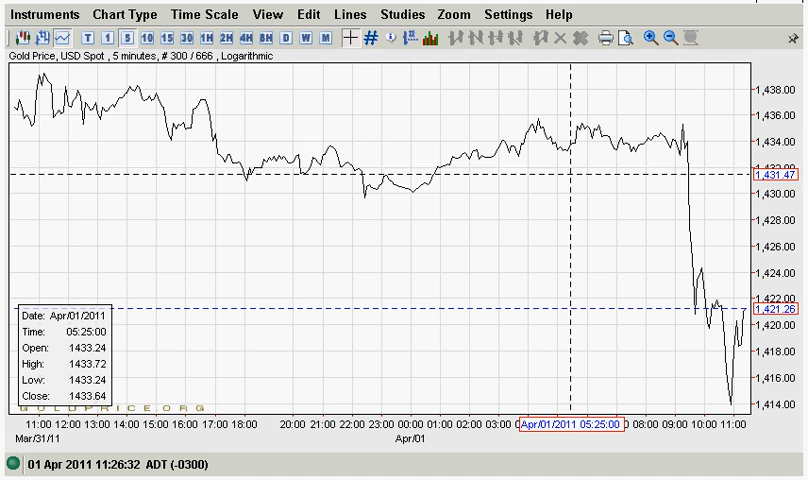 Instruments Chart Type Time Scale View Edit Lines Studies Zoom Settings Help
T 1 5 10 15 30 1H 2H 3H 4H 8H D W M
Gold Price, USD Spot , 5 minutes, # 300 / 666 , Logarithmic
1,438.00
1,436.00
1,434.00
1,432.00
1,431.47
1,430.00
1,428.00
1,426.00
1,424.00
1,422.00
1,421.26
1,420.00
1,418.00
1,416.00
1,414.00
Date: Apr/01/2011
Time: 05:25:00
Open: 1433.24
High: 1433.72
Low: 1433.24
Close: 1433.64
GOLDPRICE.ORG
11:00 12:00 13:00 14:00 15:00 16:00 17:00 18:00 20:00 21:00 22:00 23:00 00:00 01:00 02:00 03:00 Apr/01/2011 05:25:00 08:00 09:00 10:00 11:00
Mar/31/11 Apr/01
01 Apr 2011 11:26:32 ADT (-0300)